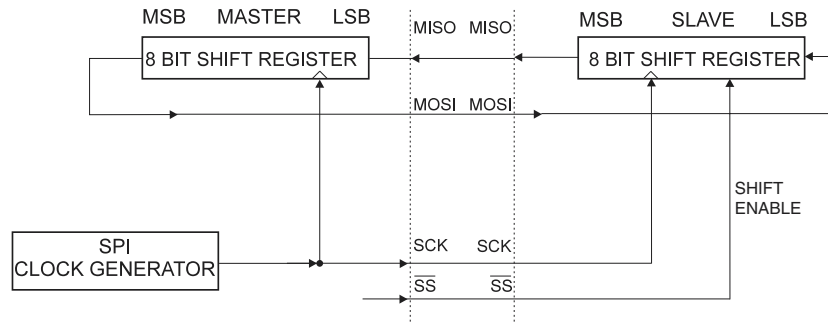 MSB MASTER LSB
MISO MISO
MSB SLAVE LSB
8 BIT SHIFT REGISTER
8 BIT SHIFT REGISTER
MOSI MOSI
SHIFT
ENABLE
SPI
CLOCK GENERATOR
SCK SCK
SS SS